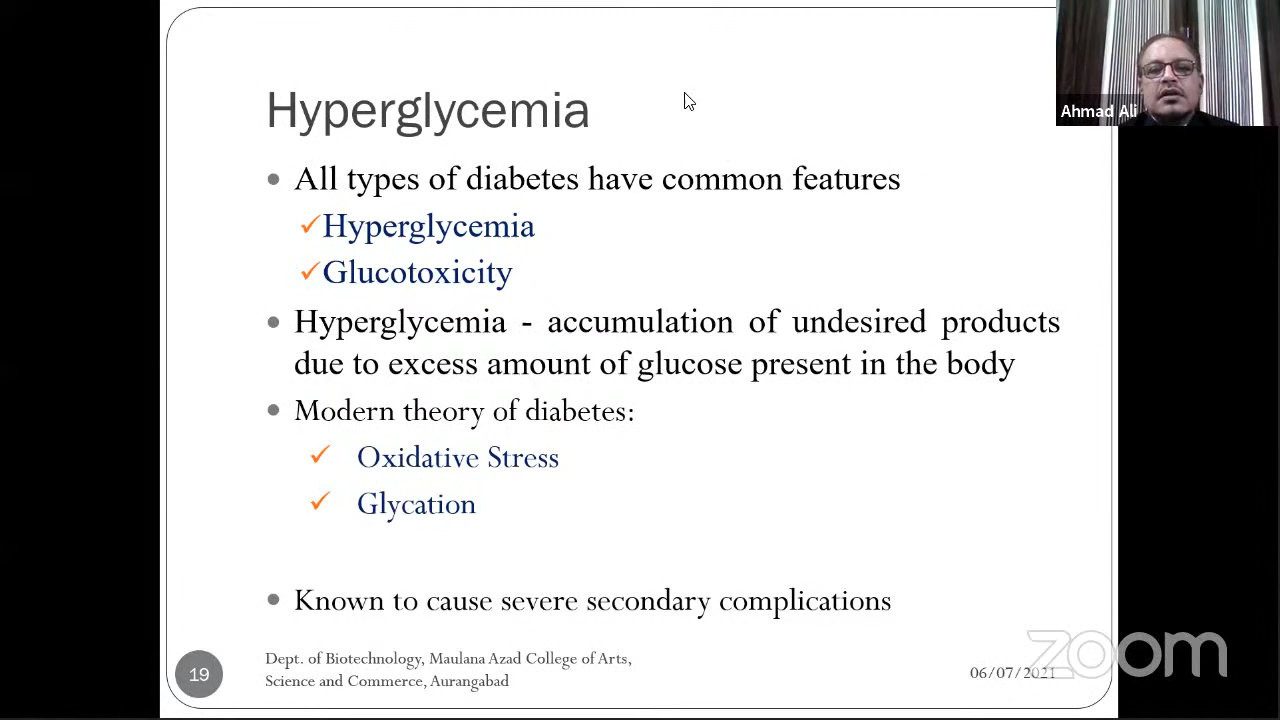 Hyperglycemia
Ahmad Ali
All types of diabetes have common features
Hyperglycemia
Glucotoxicity
Hyperglycemia - accumulation of undesired products
due to excess amount of glucose present in the body
Modern theory of diabetes:
Oxidative Stress
Glycation
Known to cause severe secondary complications
Dept. of Biotechnology, Maulana Azad College of Arts,
Science and Commerce, Aurangabad
19
06/07/2021
zoom